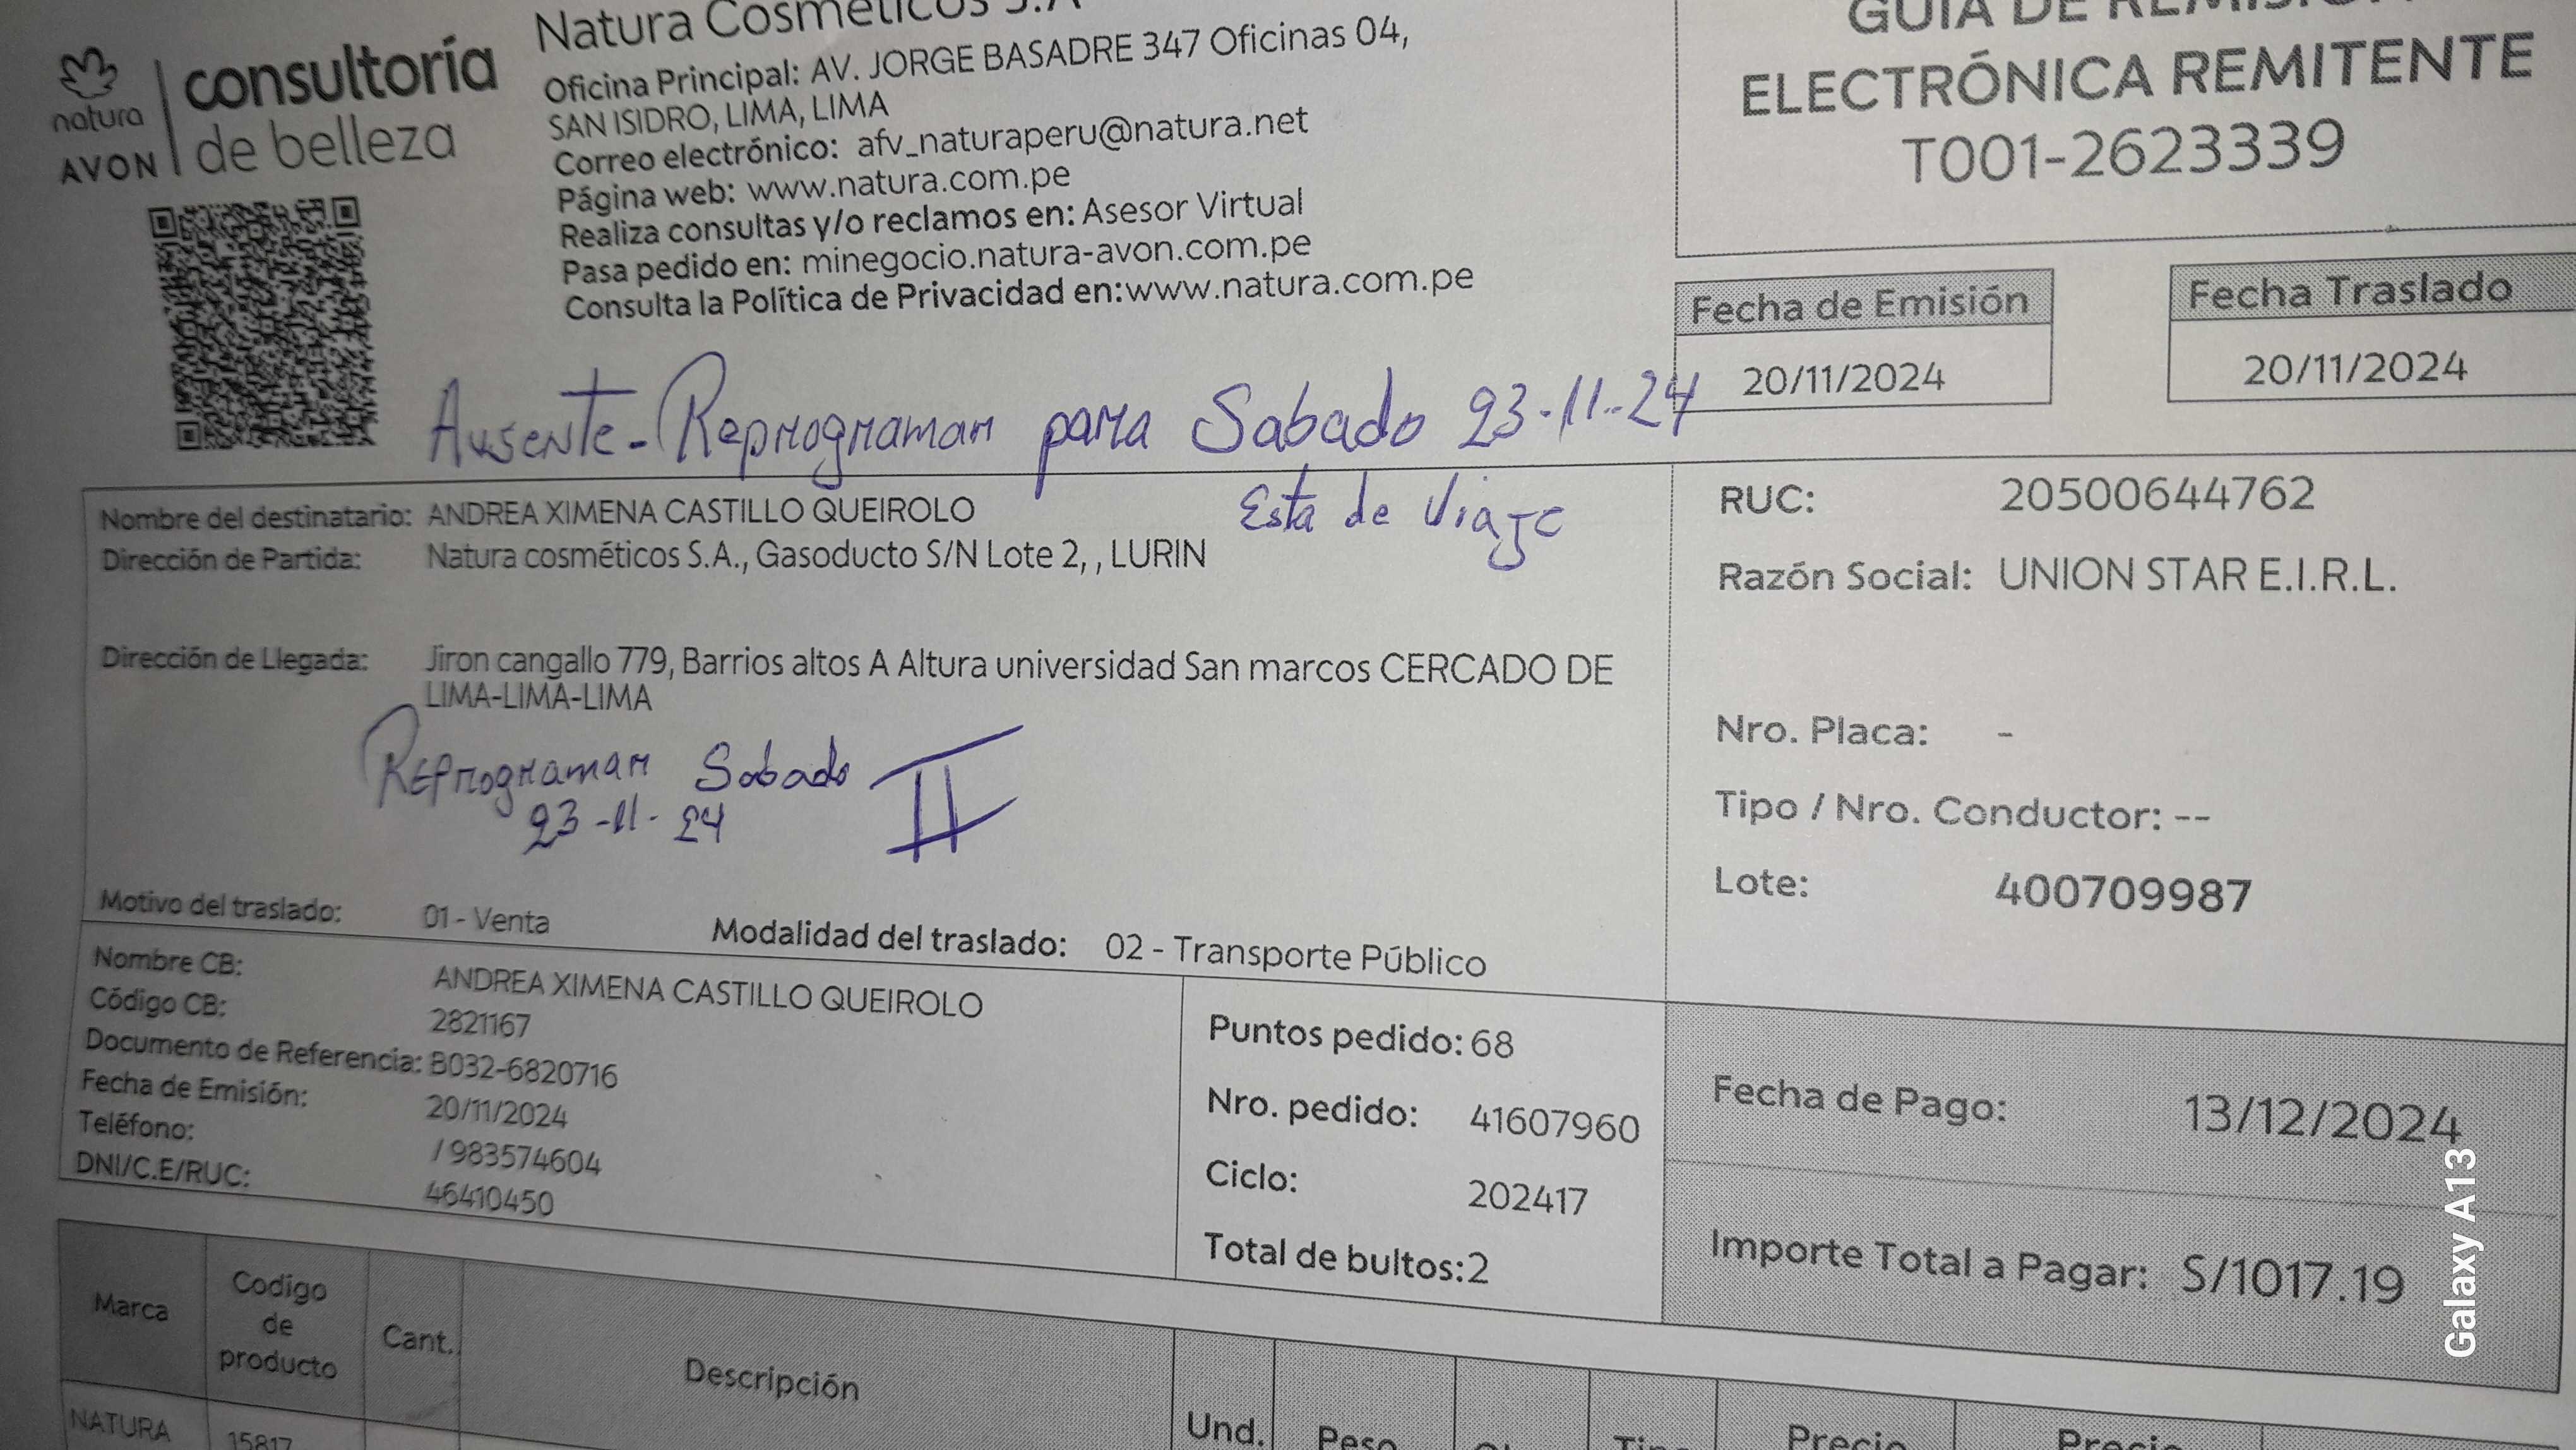 natura
AVON
consultoría
de belleza
Natura Cosméticos S.A
Oficina Principal: AV. JORGE BASADRE 347 Oficinas 04,
SAN ISIDRO, LIMA, LIMA
Correo electrónico: afv_naturaperu@natura.net
Página web: www.natura.com.pe
Realiza consultas y/o reclamos en: Asesor Virtual
Pasa pedido en: minegocio.natura-avon.com.pe
Consulta la Política de Privacidad en:www.natura.com.pe
GUIA DE REMISIÓN
ELECTRÓNICA REMITENTE
T001-2623339
Fecha de Emisión
20/11/2024
Fecha Traslado
20/11/2024
Ausente - Reprogramar para Sabado 23-11-24
Esta de Viaje
Nombre del destinatario: ANDREA XIMENA CASTILLO QUEIROLO
Dirección de Partida: Natura cosméticos S.A., Gasoducto S/N Lote 2, , LURIN
Dirección de Llegada: Jiron cangallo 779, Barrios altos A Altura universidad San marcos CERCADO DE
LIMA-LIMA-LIMA
Reprogramar Sabado II
23-11-24
Motivo del traslado: 01 - Venta Modalidad del traslado: 02 - Transporte Público
RUC: 20500644762
Razón Social: UNION STAR E.I.R.L.
Nro. Placa: -
Tipo / Nro. Conductor: --
Lote: 400709987
Nombre CB: ANDREA XIMENA CASTILLO QUEIROLO
Código CB: 2821167
Documento de Referencia: B032-6820716
Fecha de Emisión: 20/11/2024
Teléfono: / 983574604
DNI/C.E/RUC: 46410450
Puntos pedido: 68
Nro. pedido: 41607960
Ciclo: 202417
Total de bultos: 2
Fecha de Pago: 13/12/2024
Importe Total a Pagar: S/1017.19
Marca
Codigo
de
producto
Cant.
Descripción
Und.
Peso
Precio
Precio
NATURA
15817
Galaxy A13